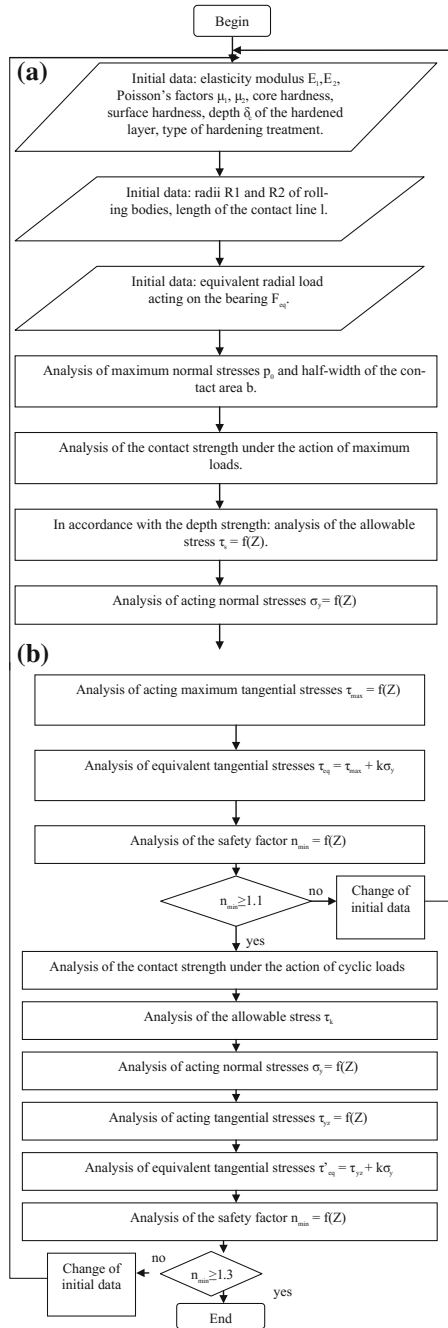 Begin
(a)
Initial data: elasticity modulus E₁,E₂,
Poisson's factors μ₁, μ₂, core hardness,
surface hardness, depth δ꜀ of the hardened
layer, type of hardening treatment.
Initial data: radii R1 and R2 of roll-
ing bodies, length of the contact line l.
Initial data: equivalent radial load
acting on the bearing Fₑq.
Analysis of maximum normal stresses p₀ and half-width of the con-
tact area b.
Analysis of the contact strength under the action of maximum
loads.
In accordance with the depth strength: analysis of the allowable
stress τₛ = f(Z).
Analysis of acting normal stresses σy= f(Z)
(b)
Analysis of acting maximum tangential stresses τmax = f(Z)
Analysis of equivalent tangential stresses τeq = τmax + kσy
Analysis of the safety factor nmin = f(Z)
nmin≥1.1
no
Change of
initial data
yes
Analysis of the contact strength under the action of cyclic loads
Analysis of the allowable stress τk
Analysis of acting normal stresses σy= f(Z)
Analysis of acting tangential stresses τyz = f(Z)
Analysis of equivalent tangential stresses τ'eq = τyz + kσy
Analysis of the safety factor nmin = f(Z)
Change of
initial data
no
nmin≥1.3
yes
End